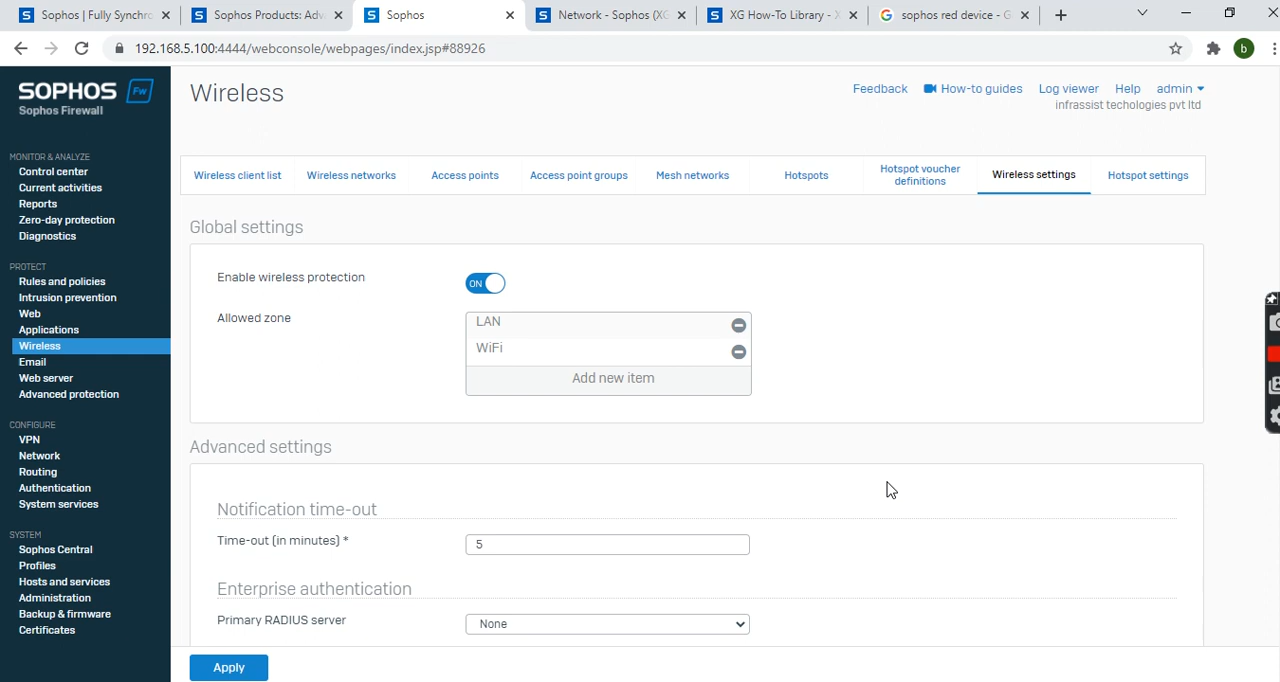 Sophos | Fully Synchro
Sophos Products: Adv
Sophos
Network - Sophos (XG
XG How-To Library - X
sophos red device - G
192.168.5.100:4444/webconsole/webpages/index.jsp#88926
b
SOPHOS Fw
Sophos Firewall
Wireless
Feedback
How-to guides
Log viewer
Help
admin
infrassist techologies pvt ltd
MONITOR & ANALYZE
Control center
Current activities
Reports
Zero-day protection
Diagnostics
PROTECT
Rules and policies
Intrusion prevention
Web
Applications
Wireless
Email
Web server
Advanced protection
CONFIGURE
VPN
Network
Routing
Authentication
System services
SYSTEM
Sophos Central
Profiles
Hosts and services
Administration
Backup & firmware
Certificates
Wireless client list
Wireless networks
Access points
Access point groups
Mesh networks
Hotspots
Hotspot voucher
definitions
Wireless settings
Hotspot settings
Global settings
Enable wireless protection
ON
Allowed zone
LAN
WiFi
Add new item
Advanced settings
Notification time-out
Time-out (in minutes) *
5
Enterprise authentication
Primary RADIUS server
None
Apply